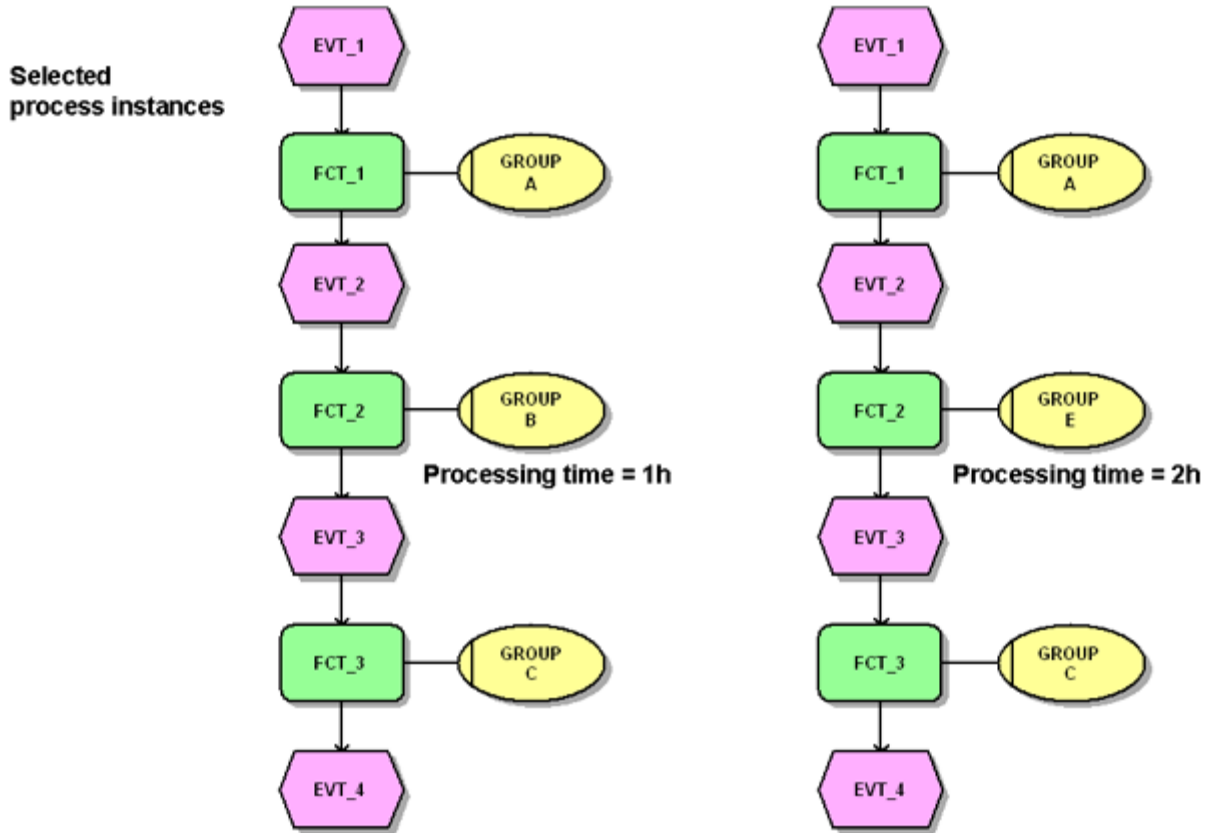 EVT_1
EVT_1
Selected
process instances
FCT_1
GROUP
A
FCT_1
GROUP
A
EVT_2
EVT_2
FCT_2
GROUP
B
FCT_2
GROUP
E
Processing time = 1h
Processing time = 2h
EVT_3
EVT_3
FCT_3
GROUP
C
FCT_3
GROUP
C
EVT_4
EVT_4